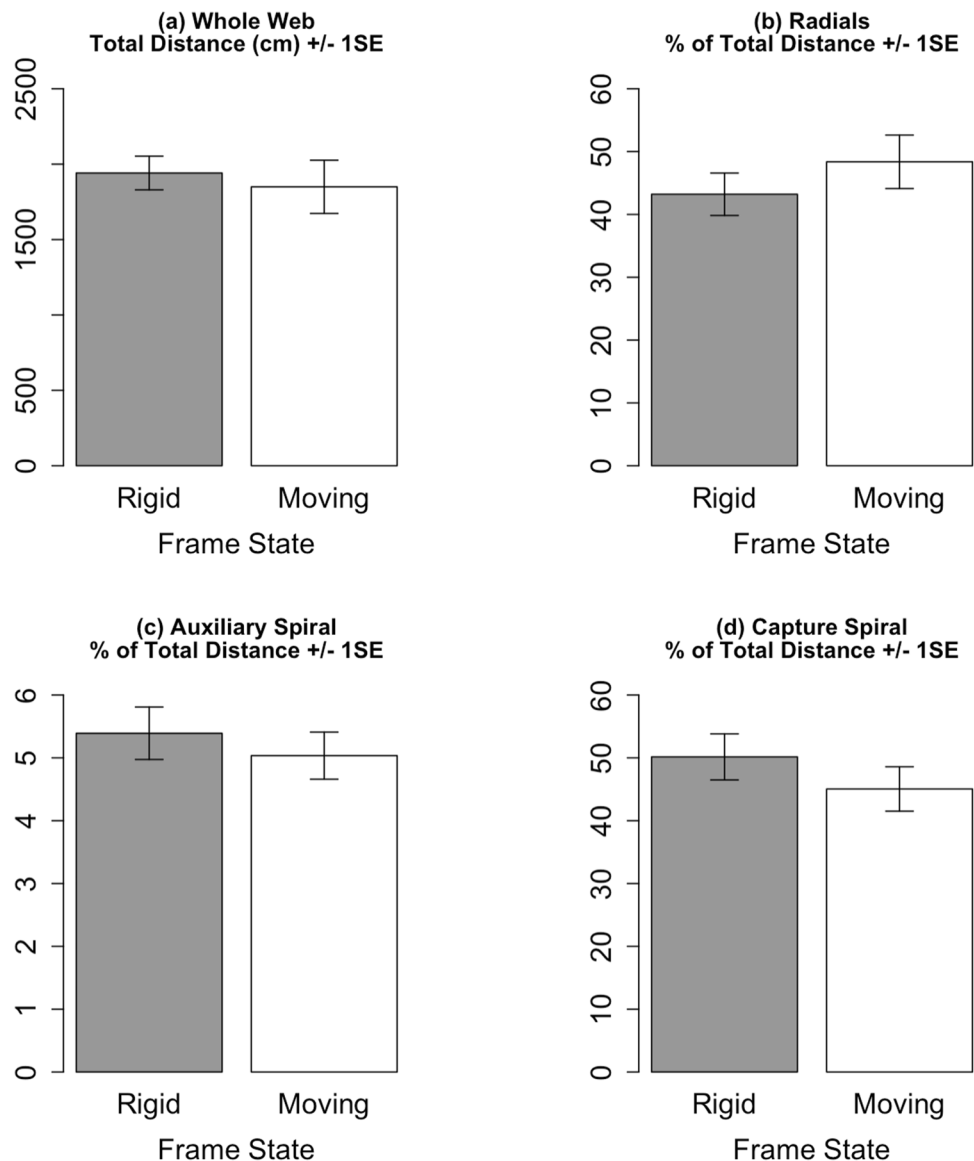 (a) Whole Web
Total Distance (cm) +/- 1SE
2500
1500
500
0
Rigid Moving
Frame State
(b) Radials
% of Total Distance +/- 1SE
60
50
40
30
20
10
0
Rigid Moving
Frame State
(c) Auxiliary Spiral
% of Total Distance +/- 1SE
6
5
4
3
2
1
0
Rigid Moving
Frame State
(d) Capture Spiral
% of Total Distance +/- 1SE
60
50
40
30
20
10
0
Rigid Moving
Frame State